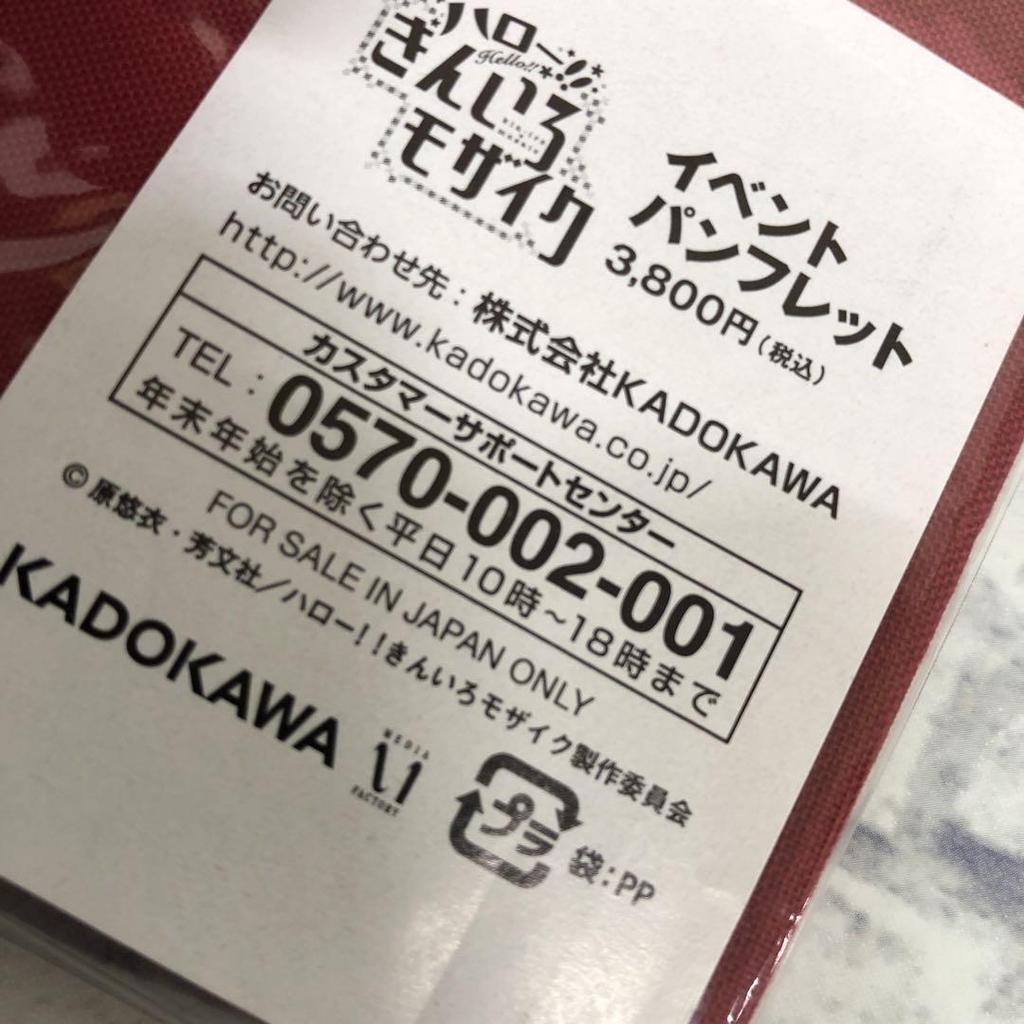 ハロー!!
Hello!!
きんいろ
KIN-IRO
MOSAIC
モザイク
イベント
パンフレット
3,800円(税込)
お問い合わせ先：株式会社KADOKAWA
http://www.kadokawa.co.jp/
カスタマーサポートセンター
TEL：0570-002-001
年末年始を除く平日10時〜18時まで
FOR SALE IN JAPAN ONLY
©原悠衣・芳文社／ハロー!!きんいろモザイク製作委員会
KADOKAWA
MEDIA
FACTORY
プラ
袋：PP